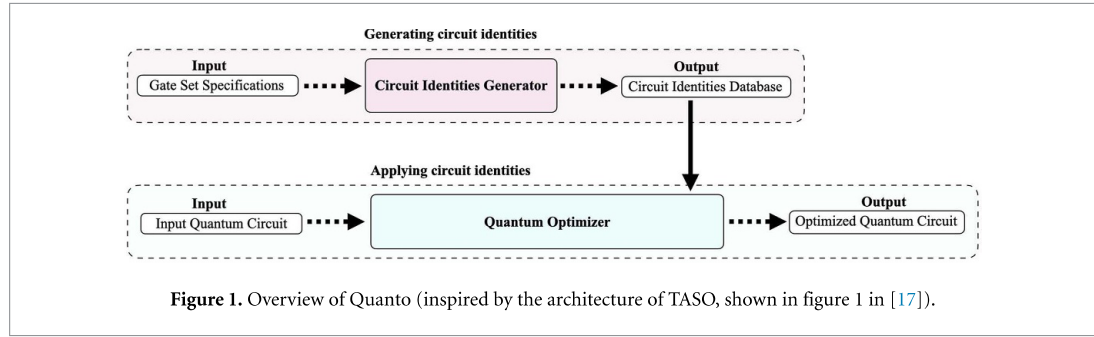 Generating circuit identities
Input
Gate Set Specifications
Circuit Identities Generator
Output
Circuit Identities Database
Applying circuit identities
Input
Input Quantum Circuit
Quantum Optimizer
Output
Optimized Quantum Circuit
Figure 1. Overview of Quanto (inspired by the architecture of TASO, shown in figure 1 in [17]).